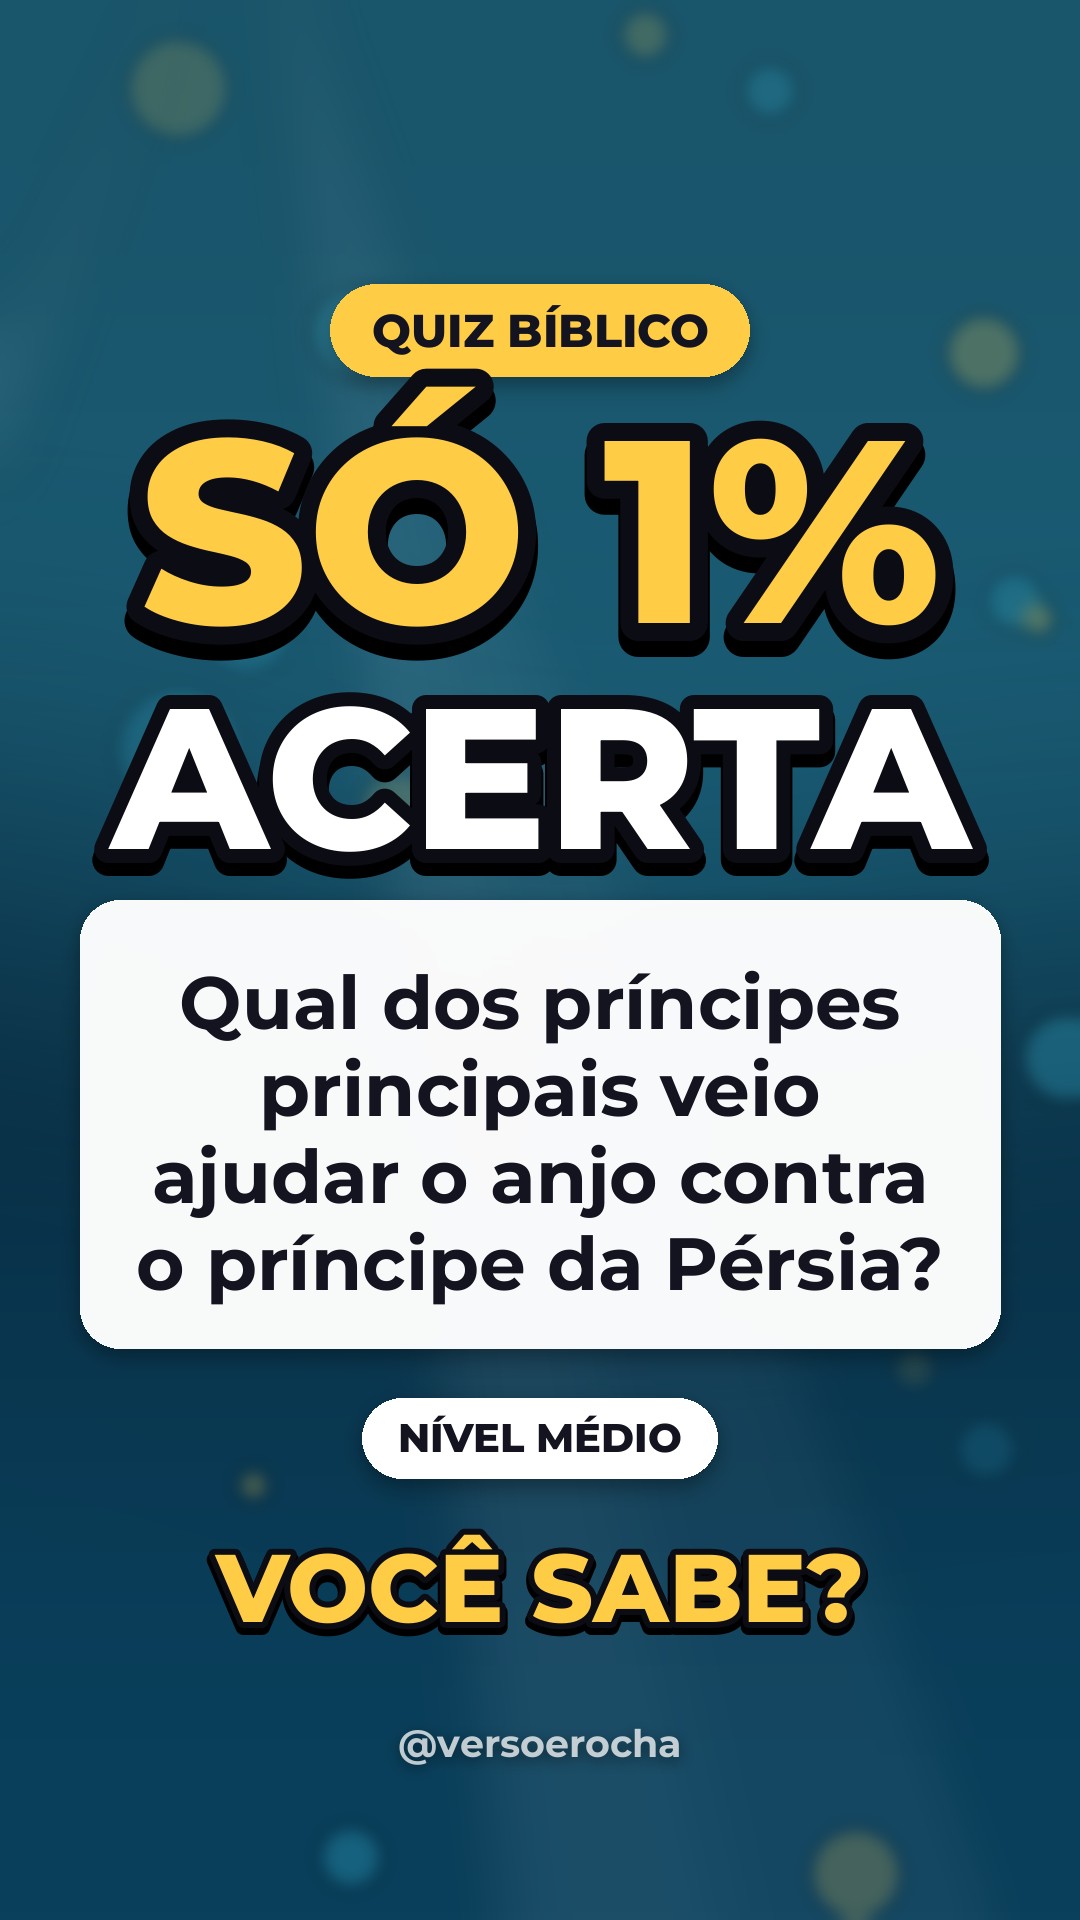 QUIZ BÍBLICO
SÓ 1%
ACERTA
Qual dos príncipes
principais veio
ajudar o anjo contra
o príncipe da Pérsia?
NÍVEL MÉDIO
VOCÊ SABE?
@versoerocha